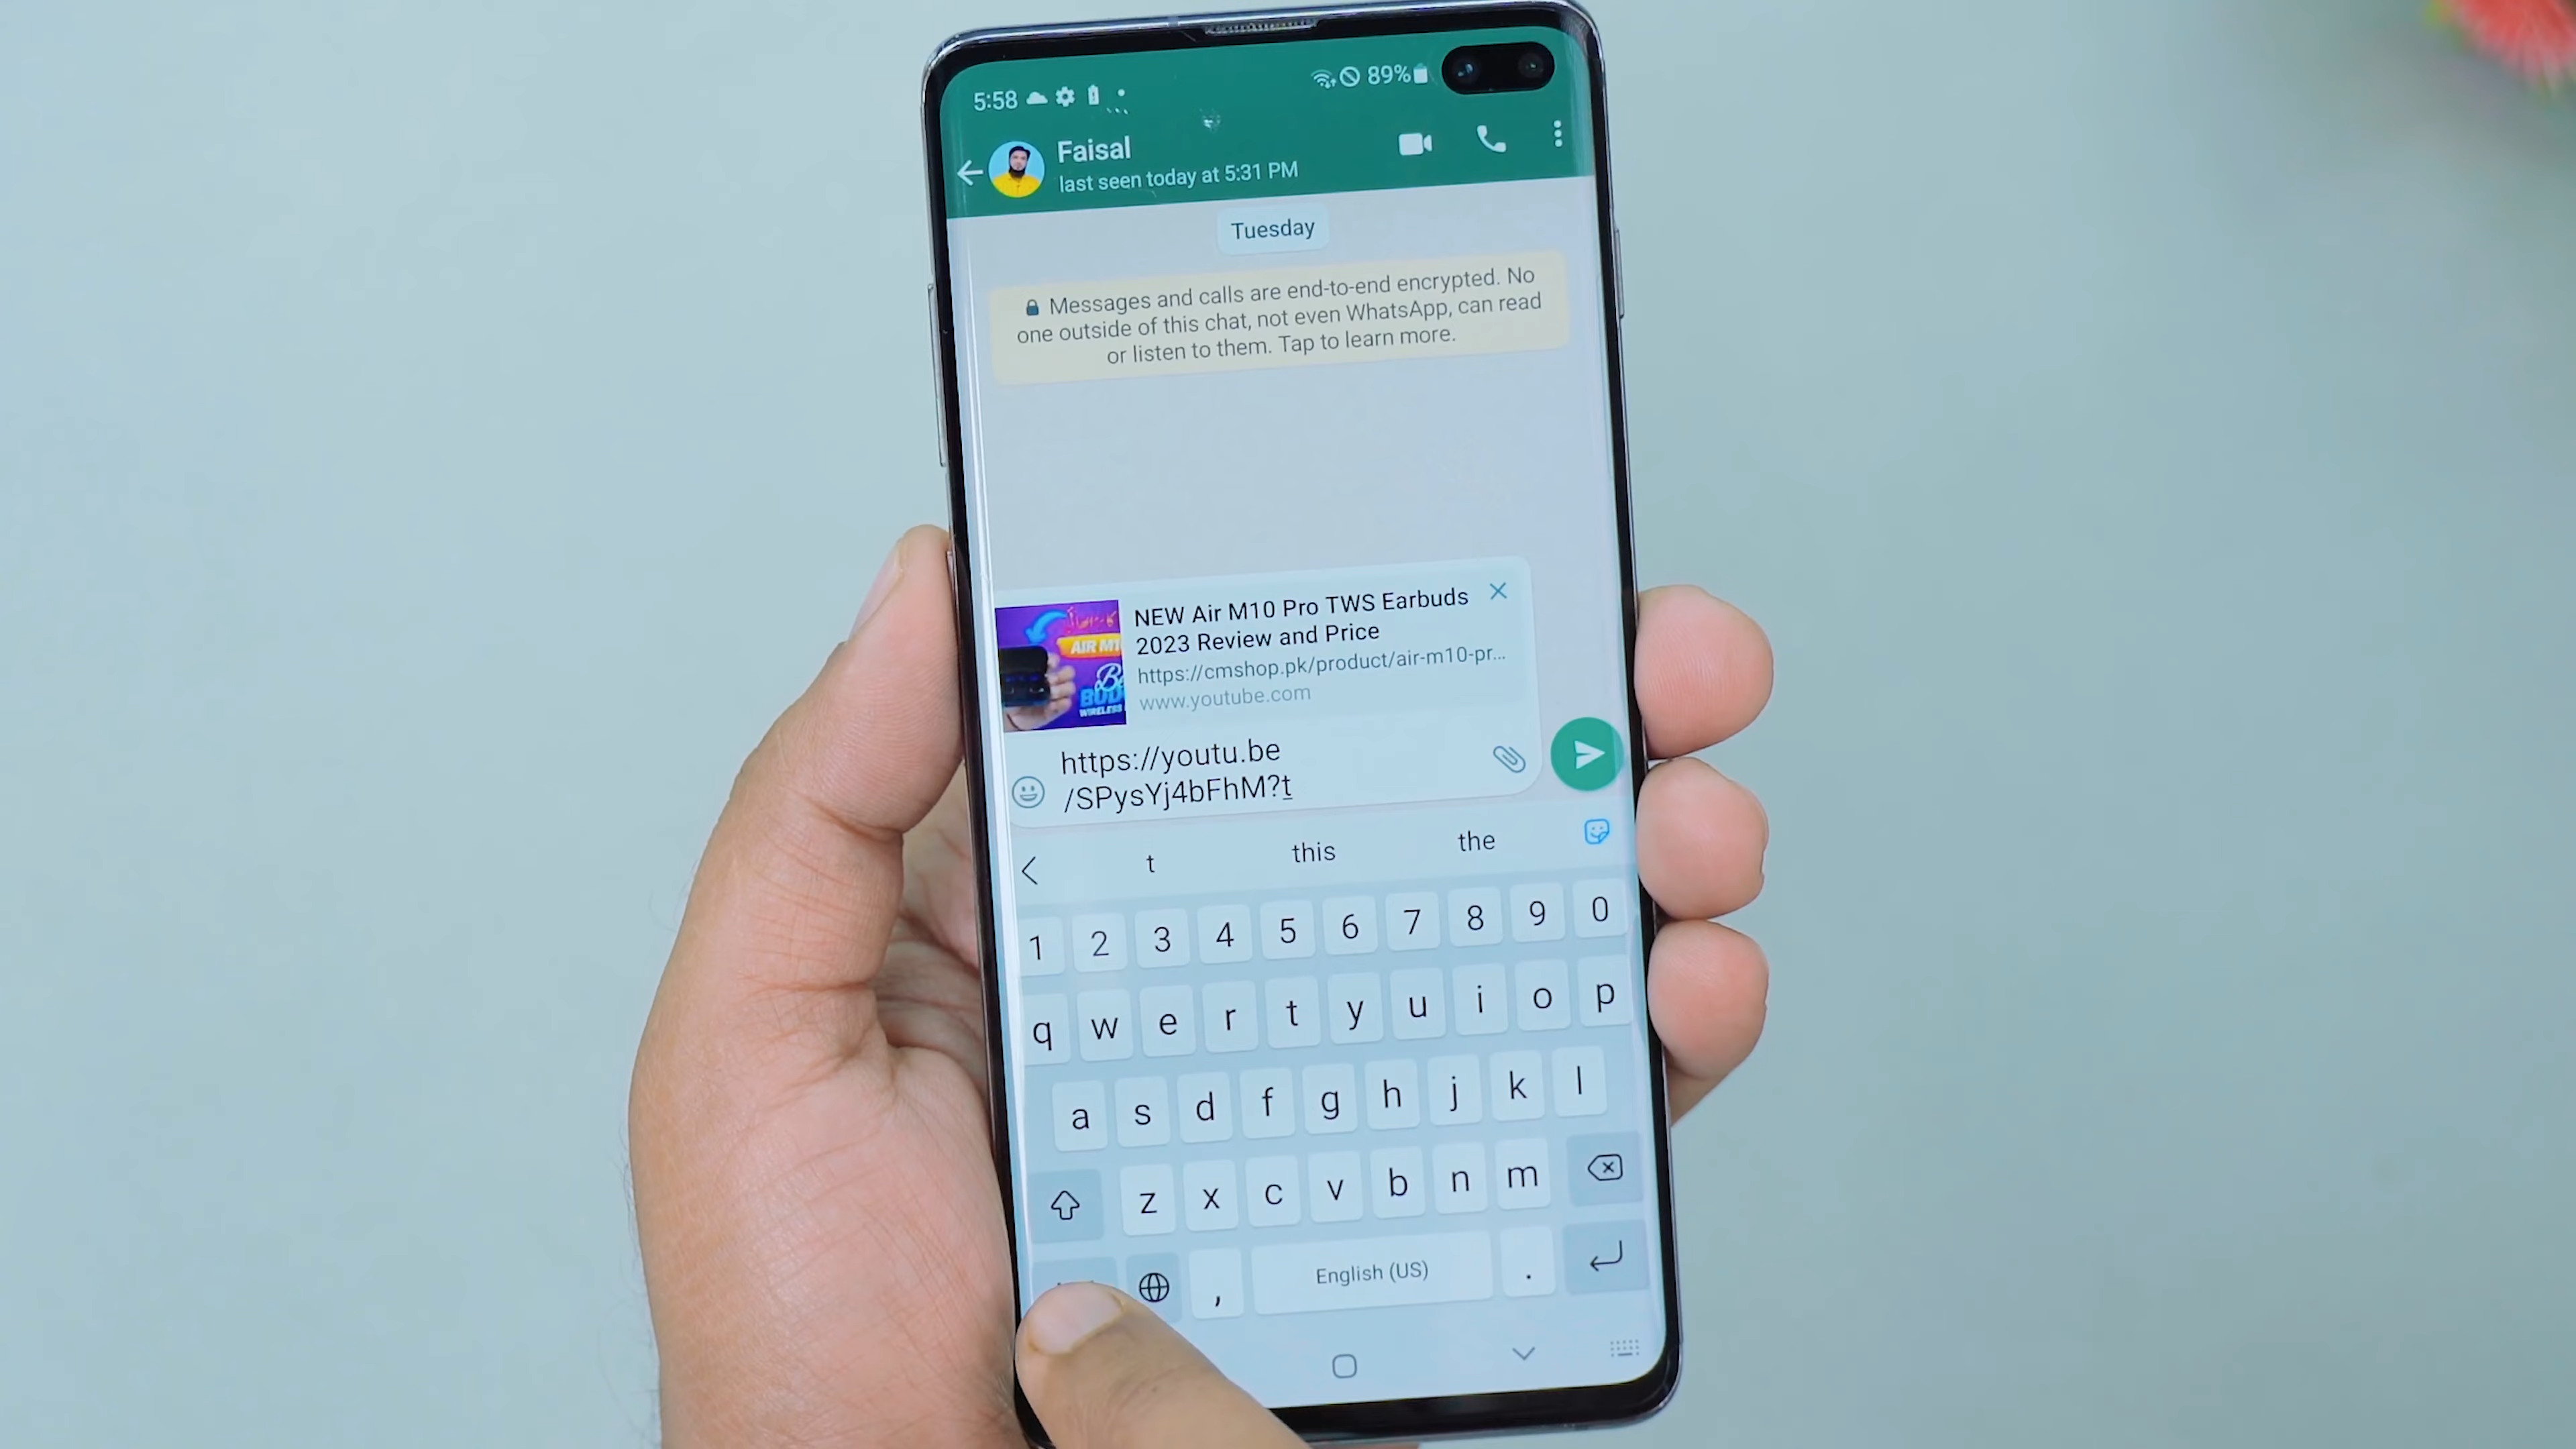 5:58
89%
Faisal
last seen today at 5:31 PM
Tuesday
Messages and calls are end-to-end encrypted. No
one outside of this chat, not even WhatsApp, can read
or listen to them. Tap to learn more.
NEW Air M10 Pro TWS Earbuds
2023 Review and Price
https://cmshop.pk/product/air-m10-pr...
www.youtube.com
AIR M1
BUD
WIRELESS
https://youtu.be
/SPysYj4bFhM?t
t this the
1 2 3 4 5 6 7 8 9 0
q w e r t y u i o p
a s d f g h j k l
z x c v b n m
, English (US) .